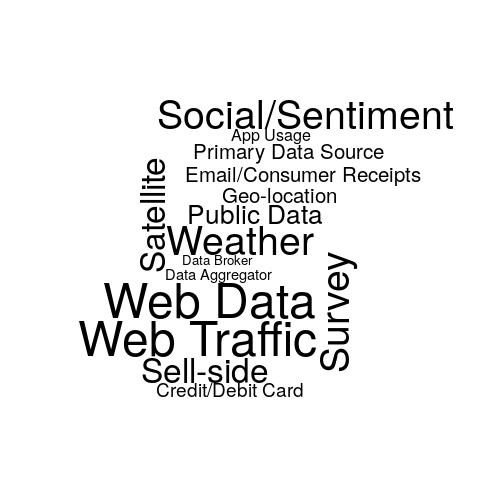 Social/Sentiment
App Usage
Primary Data Source
Email/Consumer Receipts
Satellite
Geo-location
Public Data
Weather
Data Broker
Data Aggregator
Survey
Web Data
Web Traffic
Sell-side
Credit/Debit Card